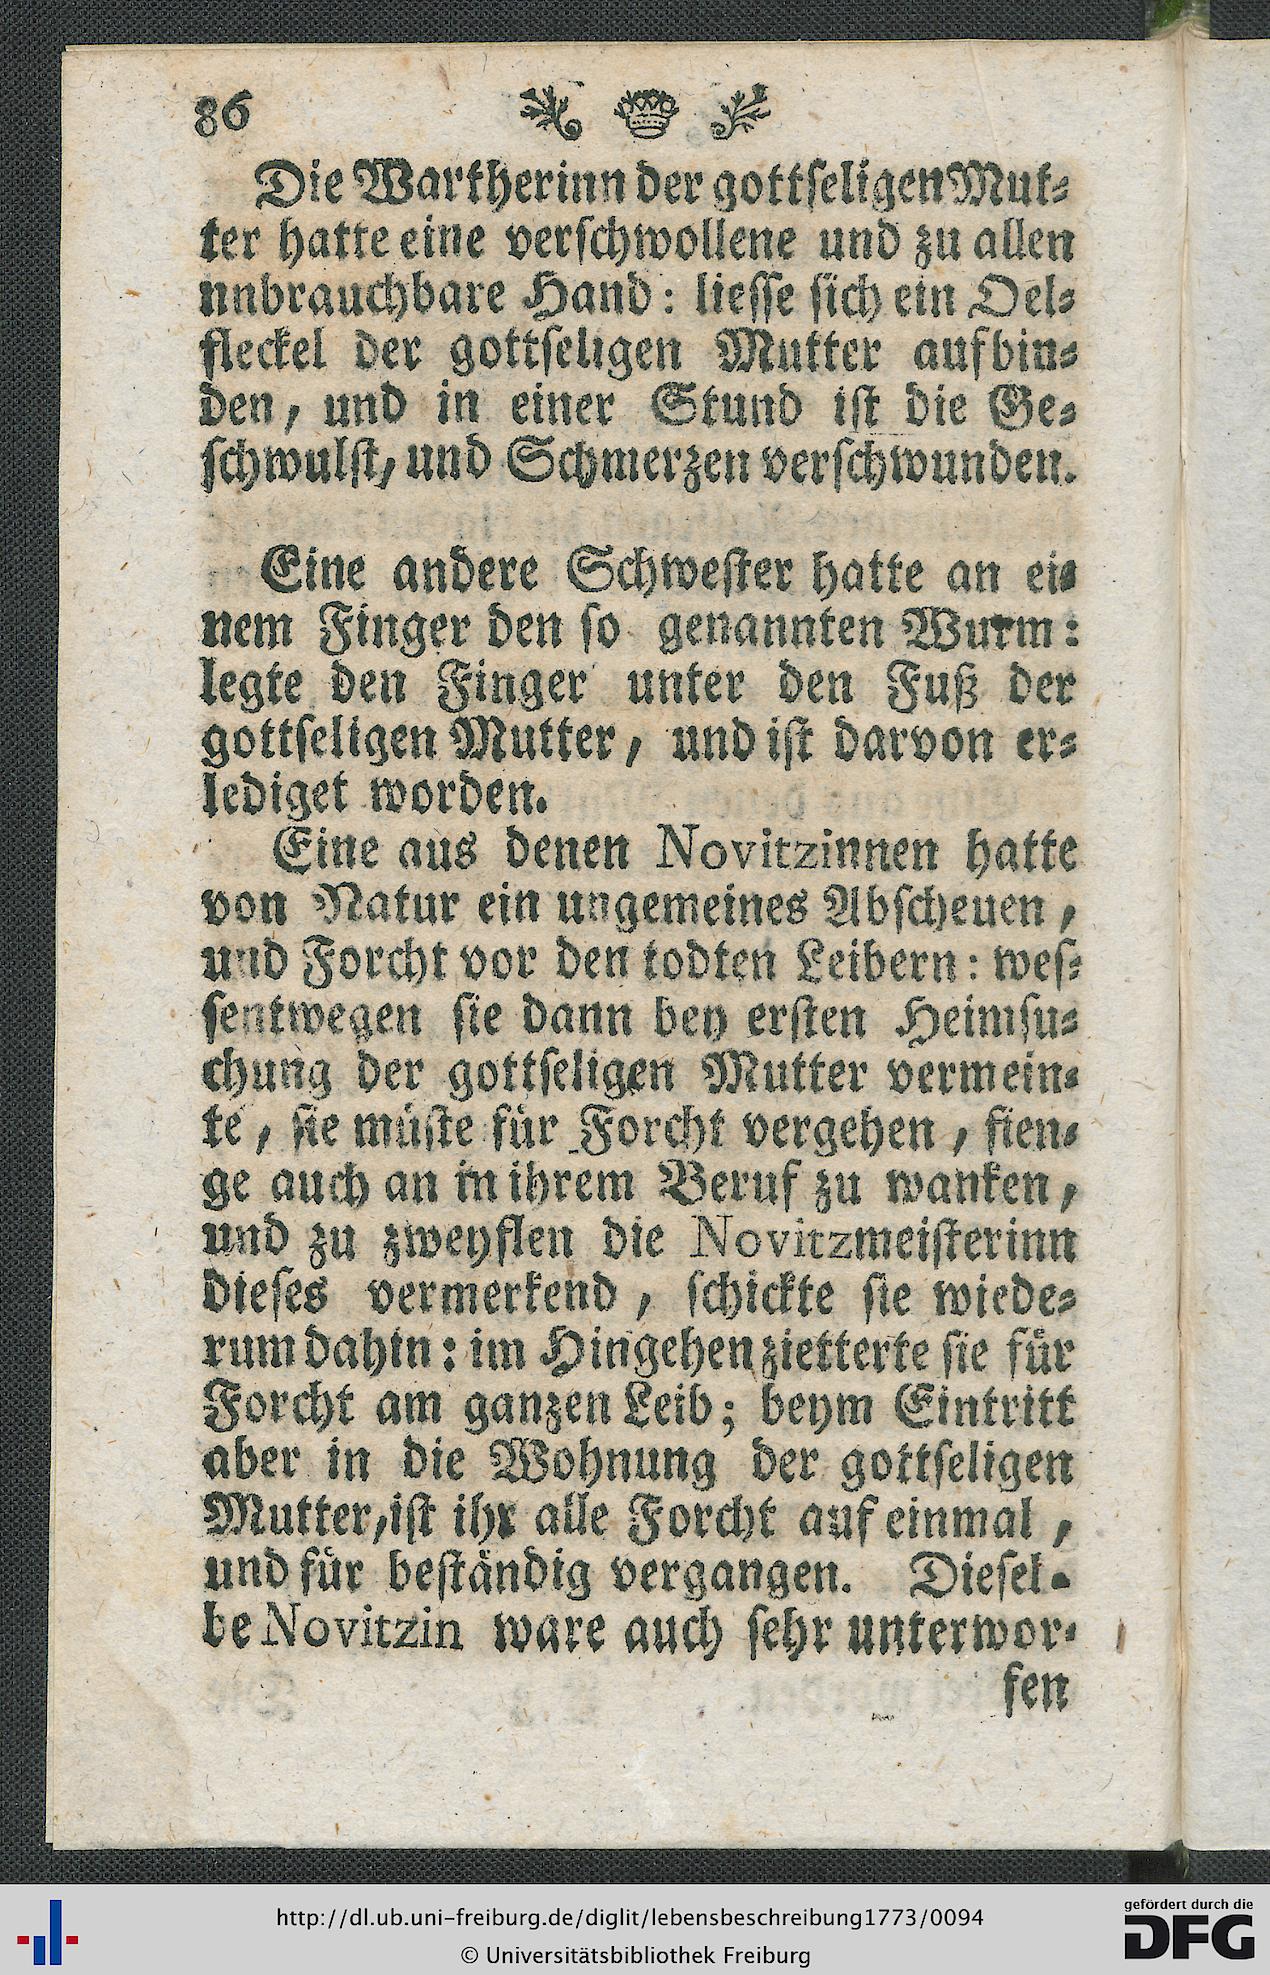 86
Die Wartherinn der gottseligen Mut-
ter hatte eine verschwollene und zu allen
nnbrauchbare Hand: liesse sich ein Oel-
fleckel der gottseligen Mutter aufbin-
den, und in einer Stund ist die Ge-
schwulst, und Schmerzen verschwunden.
Eine andere Schwester hatte an ei-
nem Finger den so genannten Wurm:
legte den Finger unter den Fuß der
gottseligen Mutter, und ist darvon er-
lediget worden.
Eine aus denen Novitzinnen hatte
von Natur ein ungemeines Abscheuen,
und Forcht vor den todten Leibern: wes-
sentwegen sie dann bey ersten Heimsu-
chung der gottseligen Mutter vermein-
te, sie müste für Forcht vergehen, fien-
ge auch an in ihrem Beruf zu wanken,
und zu zweyflen die Novitzmeisterinn
dieses vermerkend, schickte sie wiede-
rum dahin: im Hingehen zietterte sie für
Forcht am ganzen Leib; beym Eintritt
aber in die Wohnung der gottseligen
Mutter, ist ihr alle Forcht auf einmal,
und für beständig vergangen. Diesel-
be Novitzin ware auch sehr unterwor-
fen
http://dl.ub.uni-freiburg.de/diglit/lebensbeschreibung1773/0094
© Universitätsbibliothek Freiburg
gefördert durch die
DFG